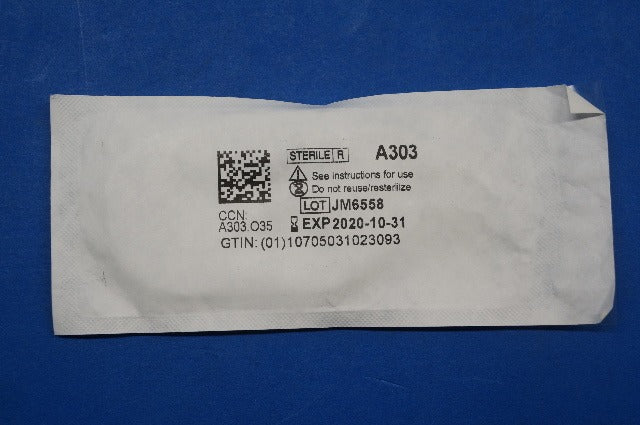 STERILE R A303
See instructions for use
Do not reuse/resterilize
LOT JM6558
CCN:
A303.O35
EXP 2020-10-31
GTIN: (01)10705031023093